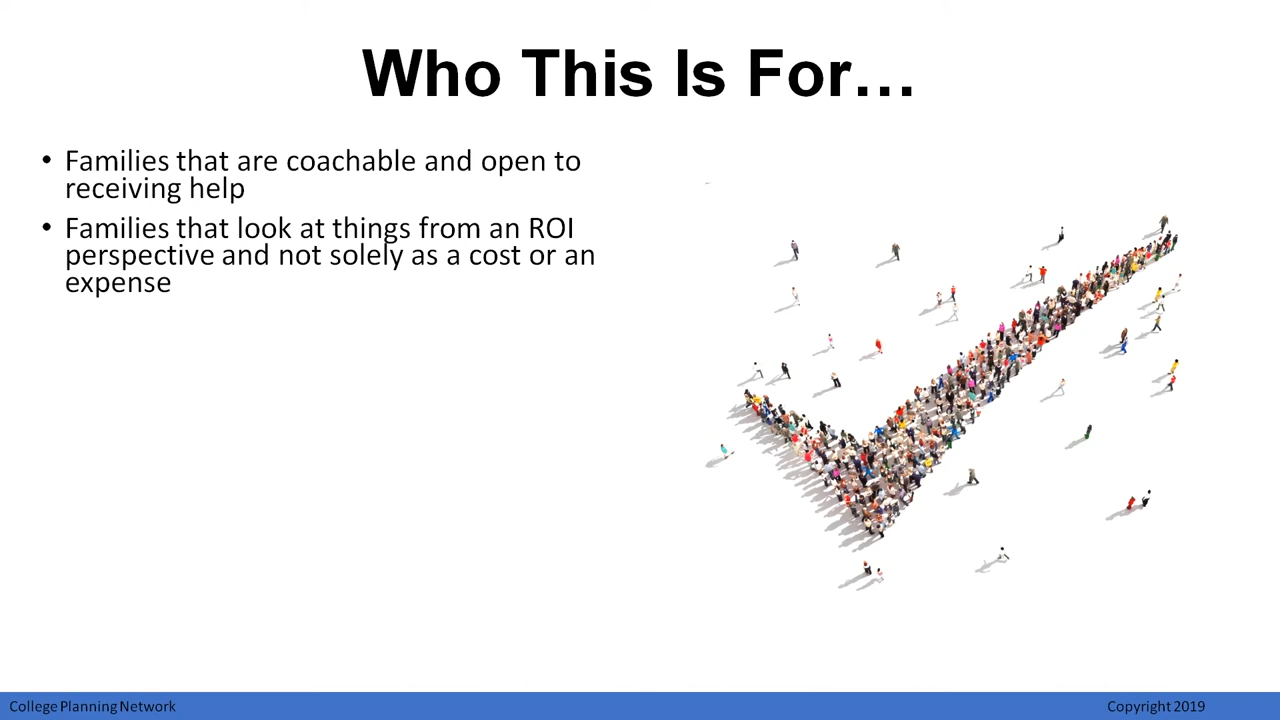 Who This Is For…
• Families that are coachable and open to
receiving help
• Families that look at things from an ROI
perspective and not solely as a cost or an
expense
College Planning Network
Copyright 2019